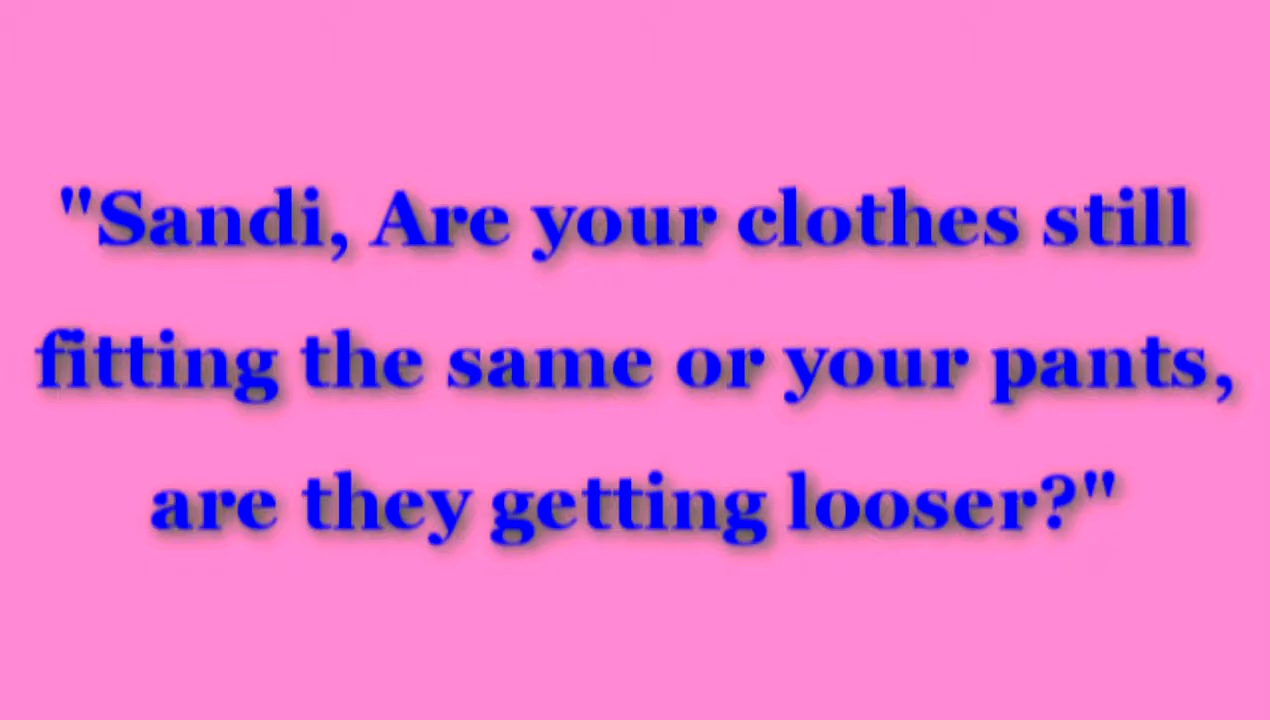 "Sandi, Are your clothes still
fitting the same or your pants,
are they getting looser?"